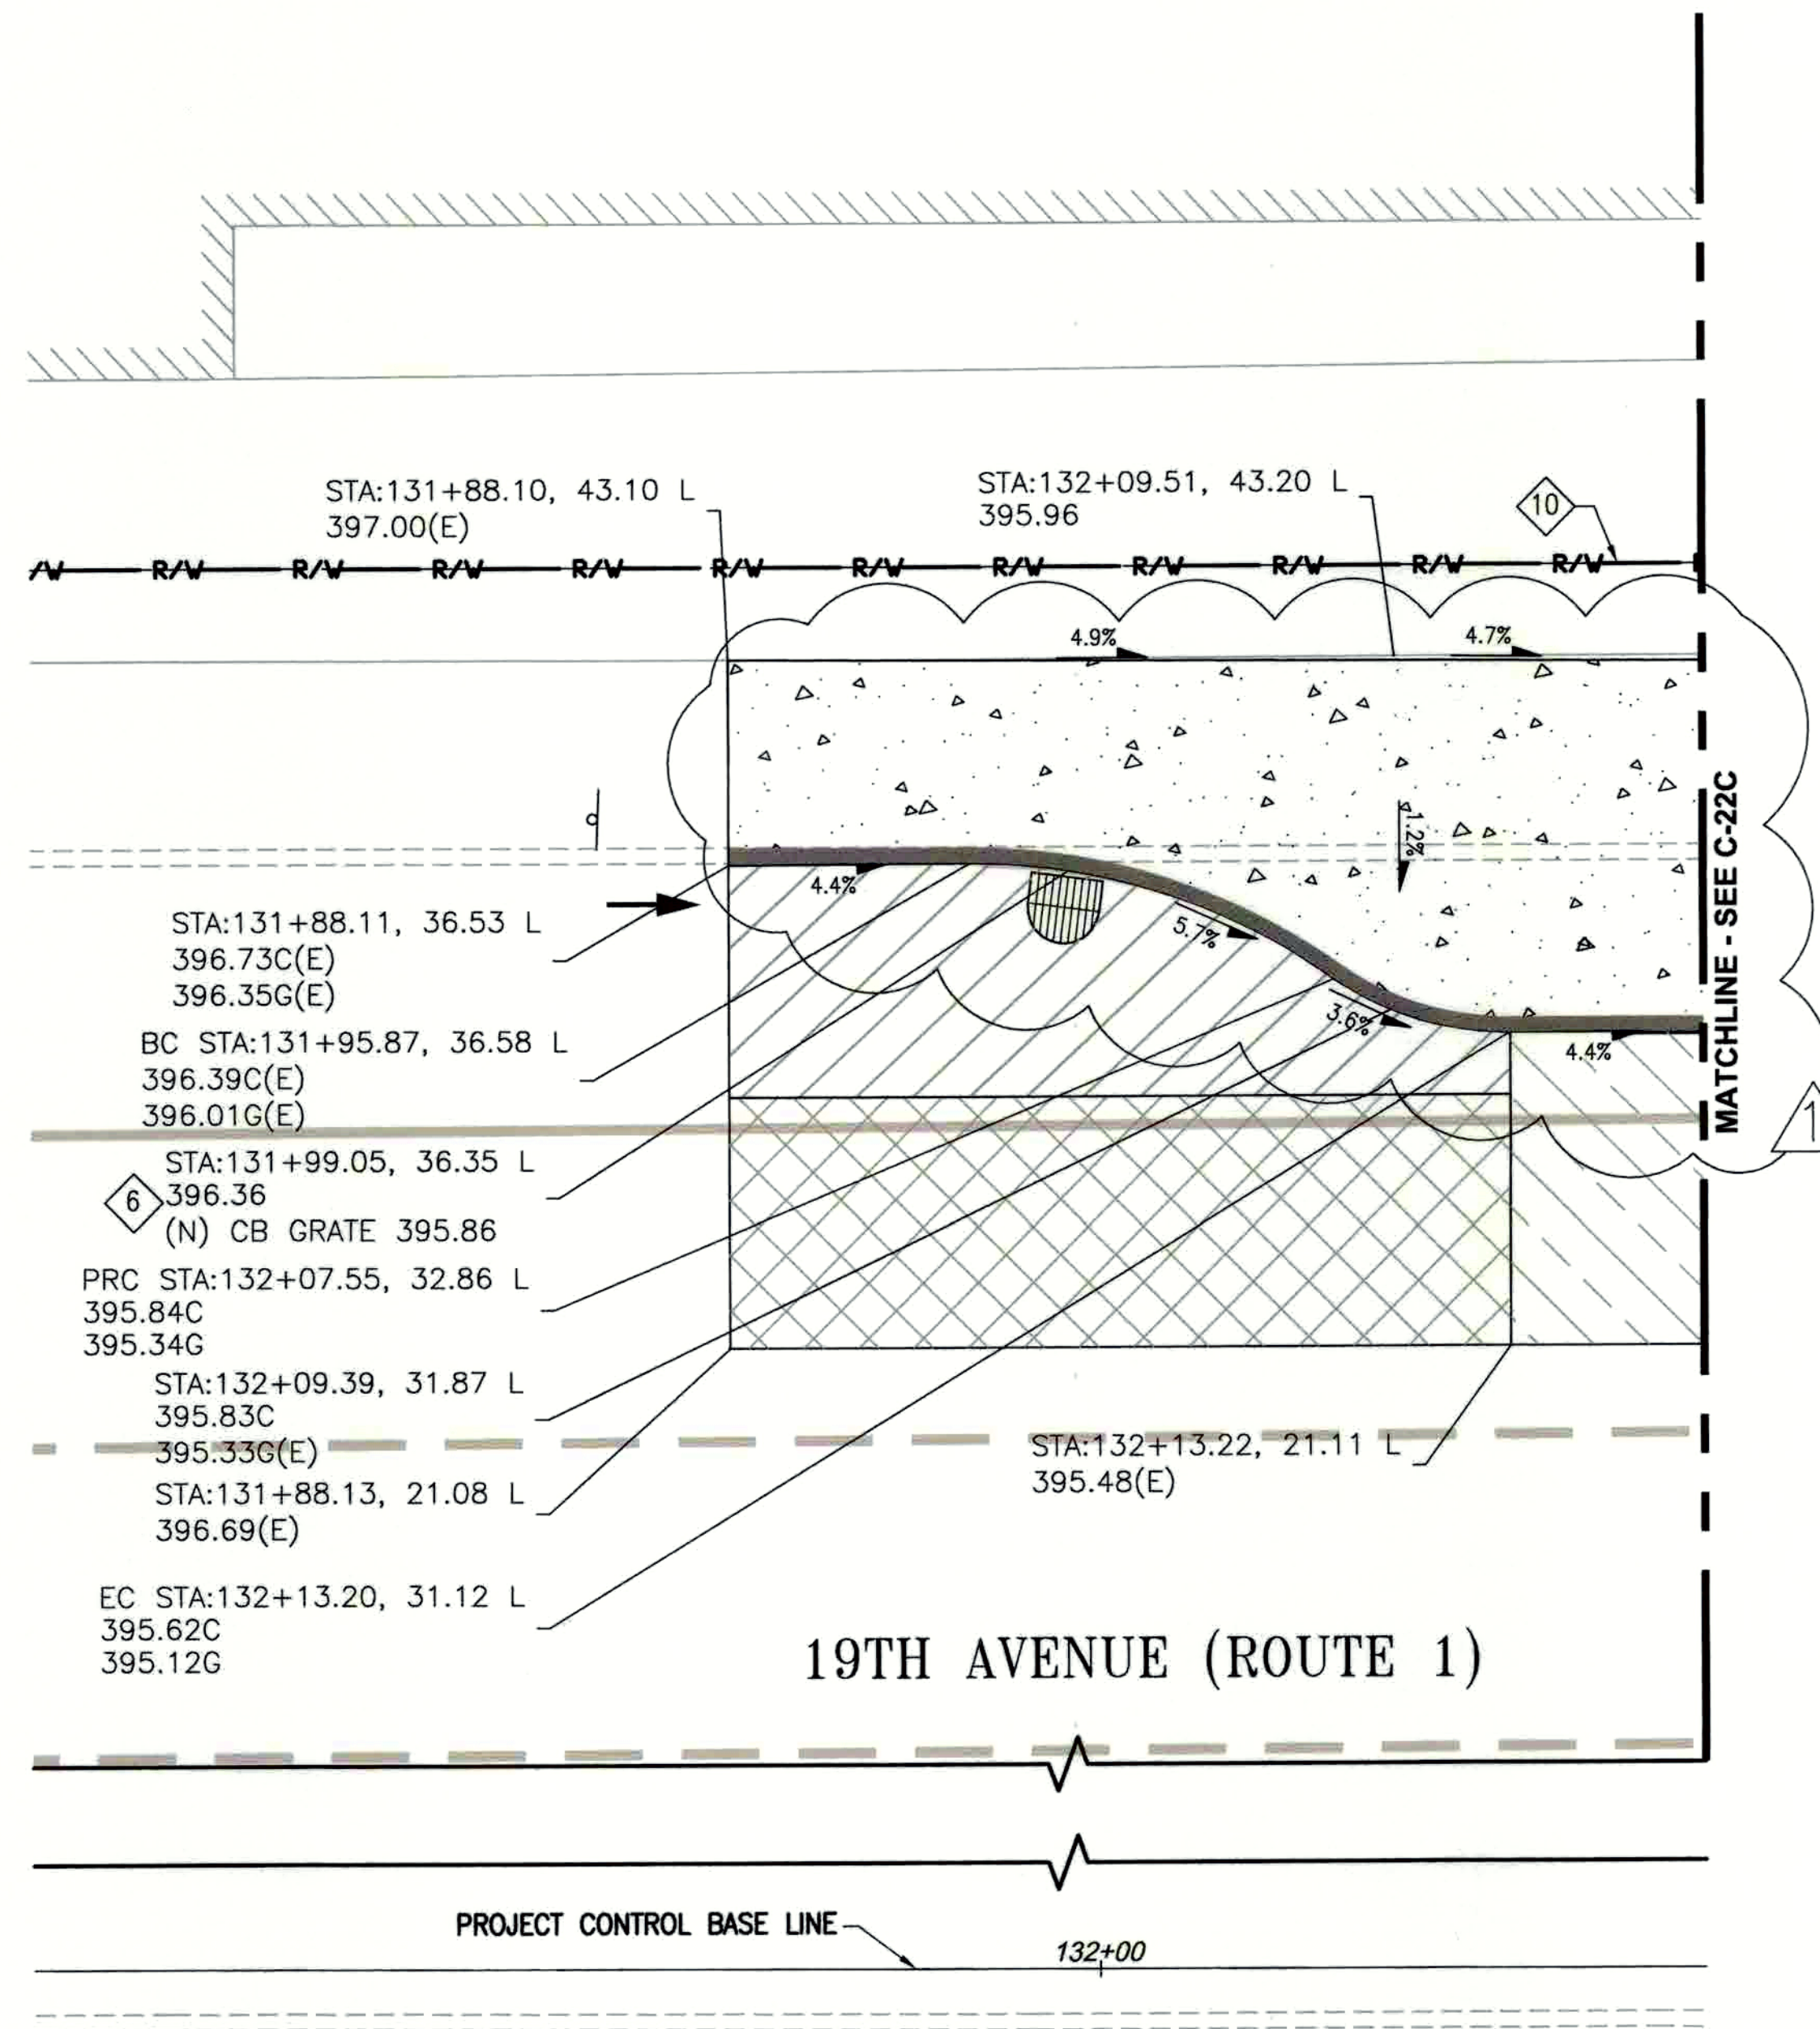 STA:131+88.10, 43.10 L
397.00(E)
STA:132+09.51, 43.20 L
395.96
10
/W R/W R/W R/W R/W R/W R/W R/W R/W R/W R/W R/W
4.9%
4.7%
1.2%
4.4%
5.7%
3.6%
4.4%
MATCHLINE - SEE C-22C
1
STA:131+88.11, 36.53 L
396.73C(E)
396.35G(E)
BC STA:131+95.87, 36.58 L
396.39C(E)
396.01G(E)
STA:131+99.05, 36.35 L
6
396.36
(N) CB GRATE 395.86
PRC STA:132+07.55, 32.86 L
395.84C
395.34G
STA:132+09.39, 31.87 L
395.83C
395.33G(E)
STA:131+88.13, 21.08 L
396.69(E)
STA:132+13.22, 21.11 L
395.48(E)
EC STA:132+13.20, 31.12 L
395.62C
395.12G
19TH AVENUE (ROUTE 1)
PROJECT CONTROL BASE LINE
132+00